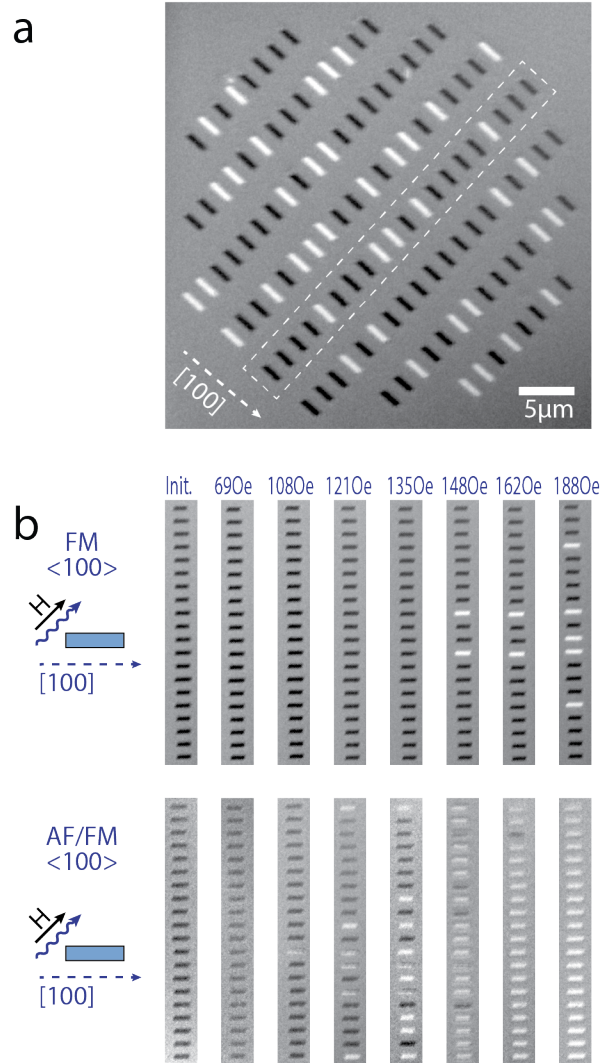 a
[100]
5µm
Init. 69Oe 108Oe 121Oe 135Oe 148Oe 162Oe 188Oe
b
FM
<100>
H
[100]
AF/FM
<100>
H
[100]